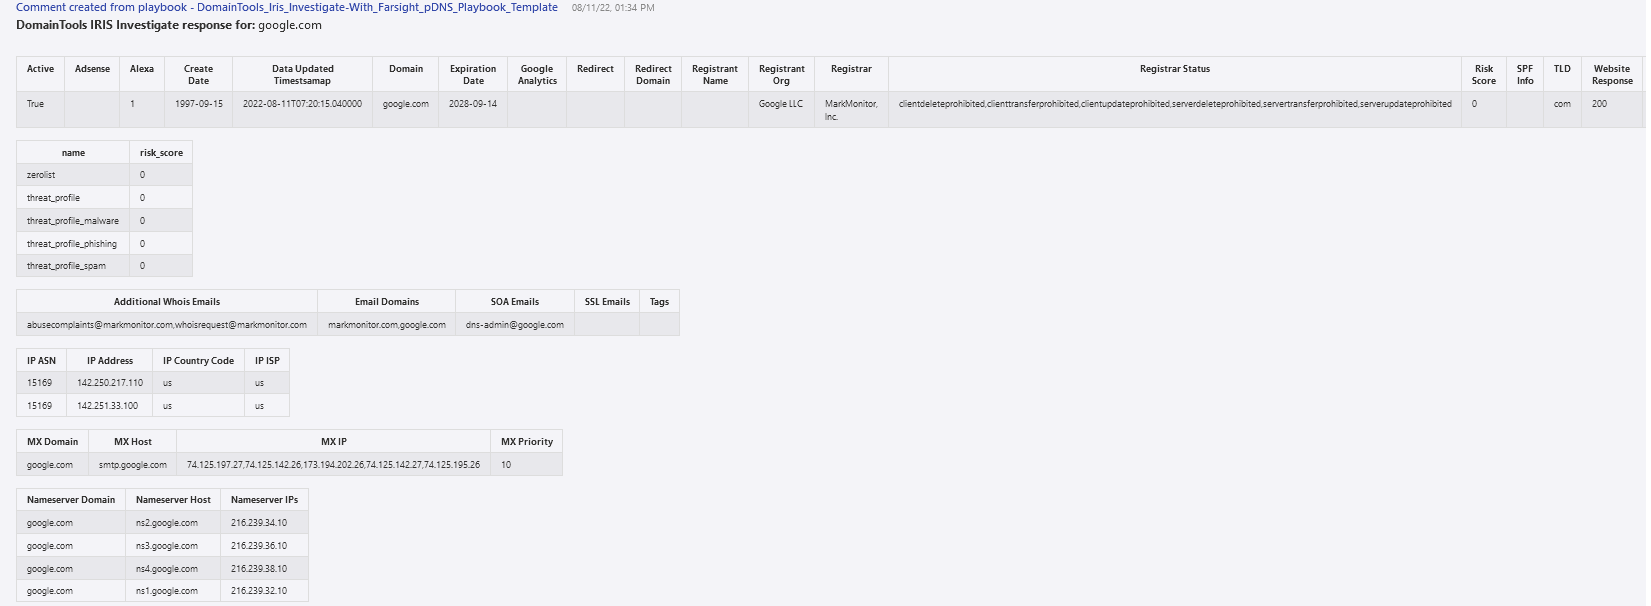 Comment created from playbook - DomainTools_Iris_Investigate-With_Farsight_pDNS_Playbook_Template 08/11/22, 01:34 PM
DomainTools IRIS Investigate response for: google.com
Active Adsense Alexa Create Date Data Updated Timestsamap Domain Expiration Date Google Analytics Redirect Redirect Domain Registrant Name Registrant Org Registrar Registrar Status Risk Score SPF Info TLD Website Response
True 1 1997-09-15 2022-08-11T07:20:15.040000 google.com 2028-09-14 Google LLC MarkMonitor, Inc. clientdeleteprohibited,clienttransferprohibited,clientupdateprohibited,serverdeleteprohibited,servertransferprohibited,serverupdateprohibited 0 com 200
name risk_score
zerolist 0
threat_profile 0
threat_profile_malware 0
threat_profile_phishing 0
threat_profile_spam 0
Additional Whois Emails Email Domains SOA Emails SSL Emails Tags
abusecomplaints@markmonitor.com,whoisrequest@markmonitor.com markmonitor.com,google.com dns-admin@google.com
IP ASN IP Address IP Country Code IP ISP
15169 142.250.217.110 us us
15169 142.251.33.100 us us
MX Domain MX Host MX IP MX Priority
google.com smtp.google.com 74.125.197.27,74.125.142.26,173.194.202.26,74.125.142.27,74.125.195.26 10
Nameserver Domain Nameserver Host Nameserver IPs
google.com ns2.google.com 216.239.34.10
google.com ns3.google.com 216.239.36.10
google.com ns4.google.com 216.239.38.10
google.com ns1.google.com 216.239.32.10